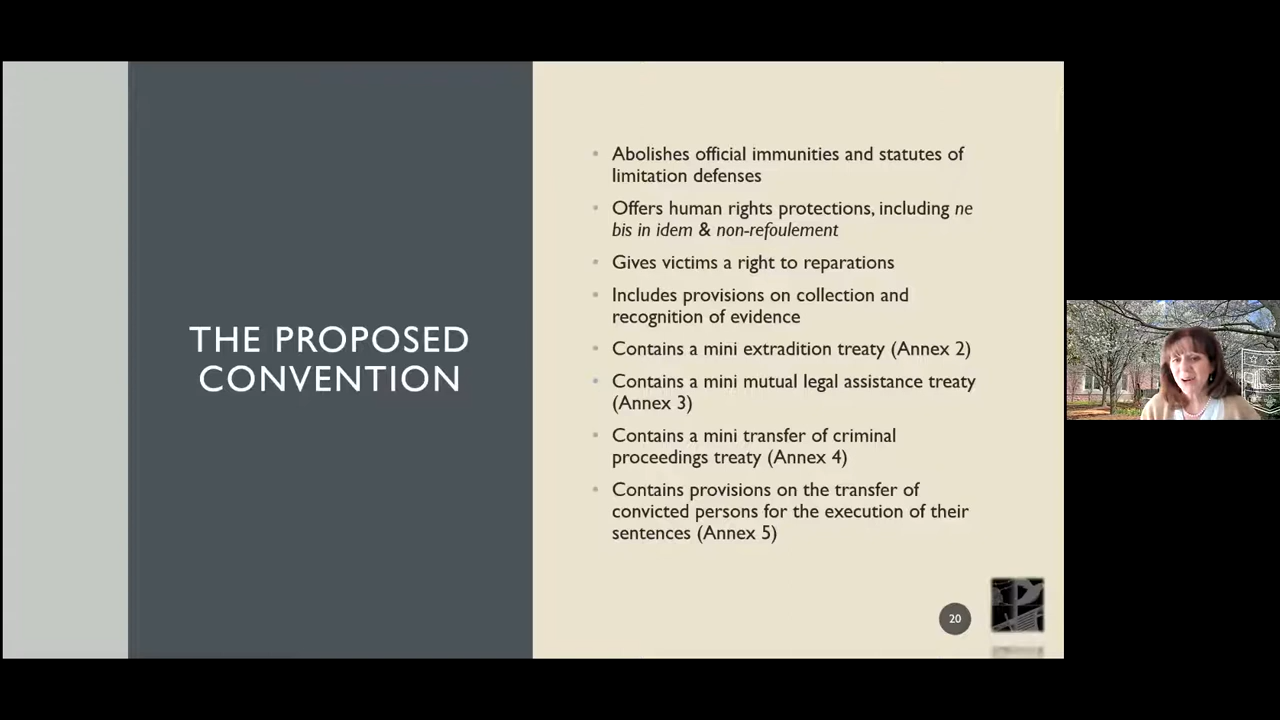 THE PROPOSED
CONVENTION
• Abolishes official immunities and statutes of
limitation defenses
• Offers human rights protections, including ne
bis in idem & non-refoulement
• Gives victims a right to reparations
• Includes provisions on collection and
recognition of evidence
• Contains a mini extradition treaty (Annex 2)
• Contains a mini mutual legal assistance treaty
(Annex 3)
• Contains a mini transfer of criminal
proceedings treaty (Annex 4)
• Contains provisions on the transfer of
convicted persons for the execution of their
sentences (Annex 5)
20